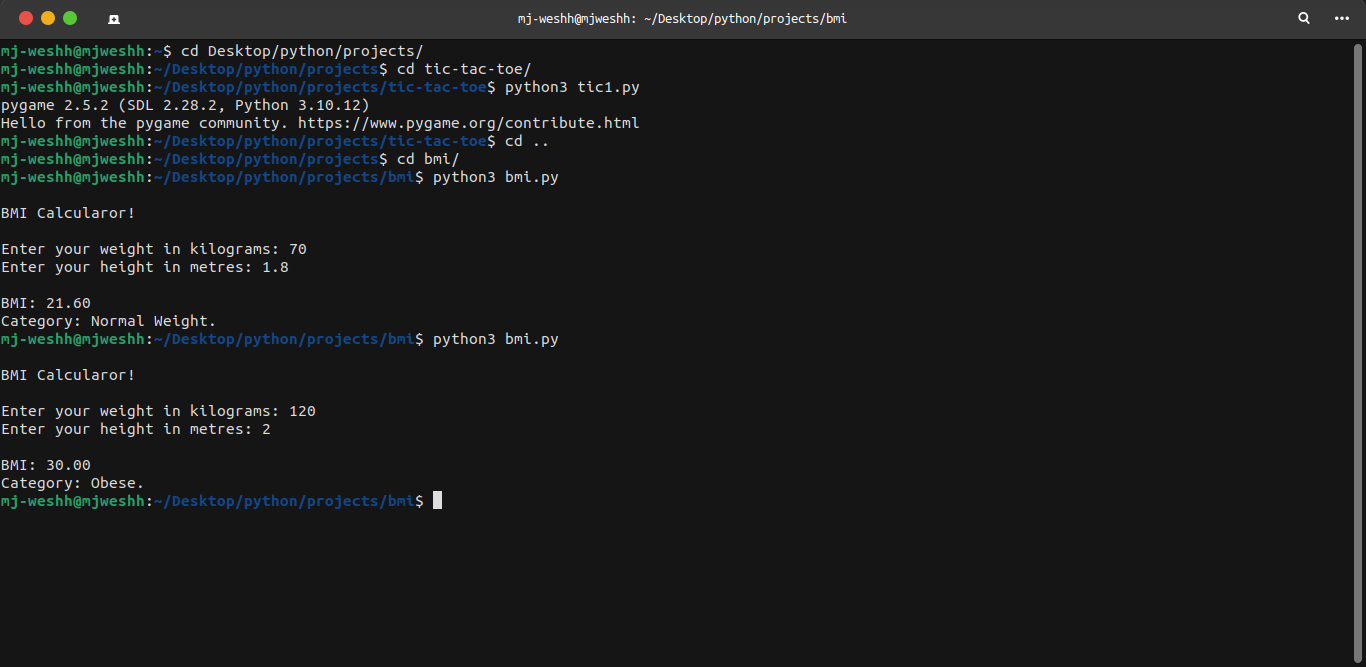 mj-weshh@mjweshh: ~/Desktop/python/projects/bmi
mj-weshh@mjweshh:~$ cd Desktop/python/projects/
mj-weshh@mjweshh:~/Desktop/python/projects$ cd tic-tac-toe/
mj-weshh@mjweshh:~/Desktop/python/projects/tic-tac-toe$ python3 tic1.py
pygame 2.5.2 (SDL 2.28.2, Python 3.10.12)
Hello from the pygame community. https://www.pygame.org/contribute.html
mj-weshh@mjweshh:~/Desktop/python/projects/tic-tac-toe$ cd ..
mj-weshh@mjweshh:~/Desktop/python/projects$ cd bmi/
mj-weshh@mjweshh:~/Desktop/python/projects/bmi$ python3 bmi.py
BMI Calcularor!
Enter your weight in kilograms: 70
Enter your height in metres: 1.8
BMI: 21.60
Category: Normal Weight.
mj-weshh@mjweshh:~/Desktop/python/projects/bmi$ python3 bmi.py
BMI Calcularor!
Enter your weight in kilograms: 120
Enter your height in metres: 2
BMI: 30.00
Category: Obese.
mj-weshh@mjweshh:~/Desktop/python/projects/bmi$